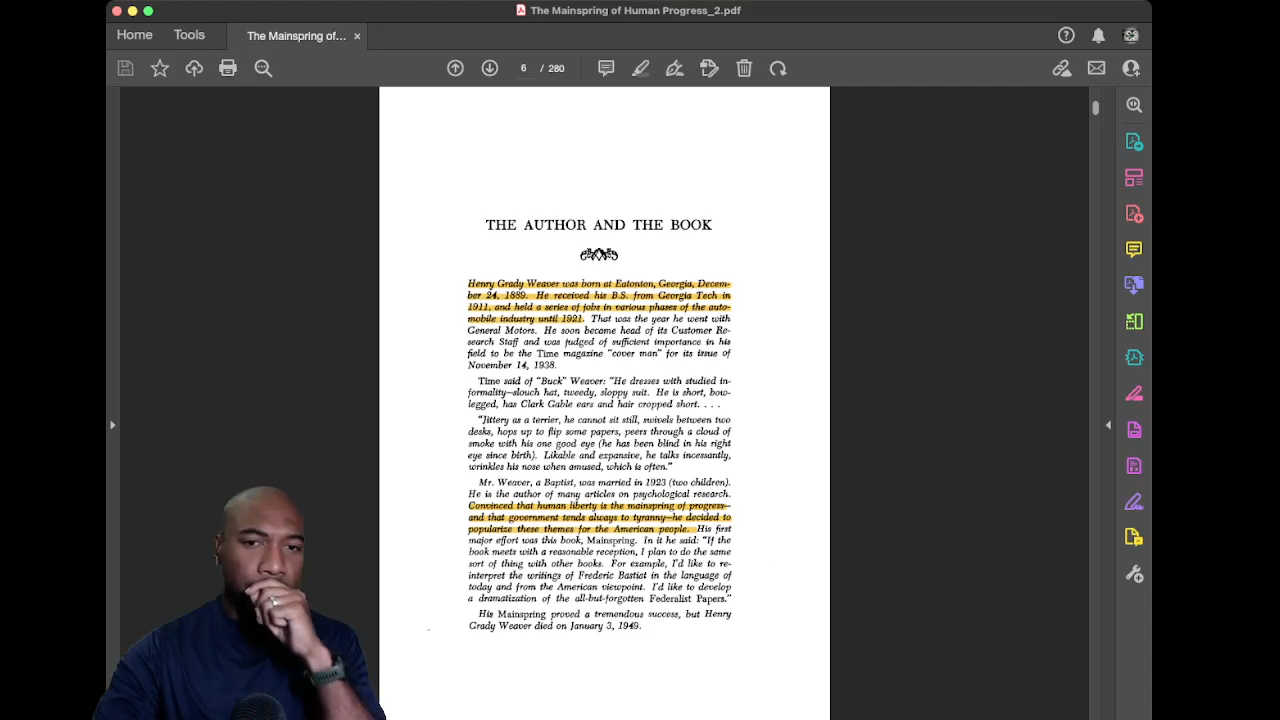 The Mainspring of Human Progress_2.pdf
Home
Tools
The Mainspring of...
6 / 280
THE AUTHOR AND THE BOOK
Henry Grady Weaver was born at Eatonton, Georgia, Decem-
ber 24, 1889. He received his B.S. from Georgia Tech in
1911, and held a series of jobs in various phases of the auto-
mobile industry until 1921. That was the year he went with
General Motors. He soon became head of its Customer Re-
search Staff and was judged of sufficient importance in his
field to be the Time magazine "cover man" for its issue of
November 14, 1938.
Time said of "Buck" Weaver: "He dresses with studied in-
formality—slouch hat, tweedy, sloppy suit. He is short, bow-
legged, has Clark Gable ears and hair cropped short. . . .
"Jittery as a terrier, he cannot sit still, swivels between two
desks, hops up to flip some papers, peers through a cloud of
smoke with his one good eye (he has been blind in his right
eye since birth). Likable and expansive, he talks incessantly,
wrinkles his nose when amused, which is often."
Mr. Weaver, a Baptist, was married in 1923 (two children).
He is the author of many articles on psychological research.
Convinced that human liberty is the mainspring of progress—
and that government tends always to tyranny—he decided to
popularize these themes for the American people. His first
major effort was this book, Mainspring. In it he said: "If the
book meets with a reasonable reception, I plan to do the same
sort of thing with other books. For example, I'd like to re-
interpret the writings of Frederic Bastiat in the language of
today and from the American viewpoint. I'd like to develop
a dramatization of the all-but-forgotten Federalist Papers."
His Mainspring proved a tremendous success, but Henry
Grady Weaver died on January 3, 1949.